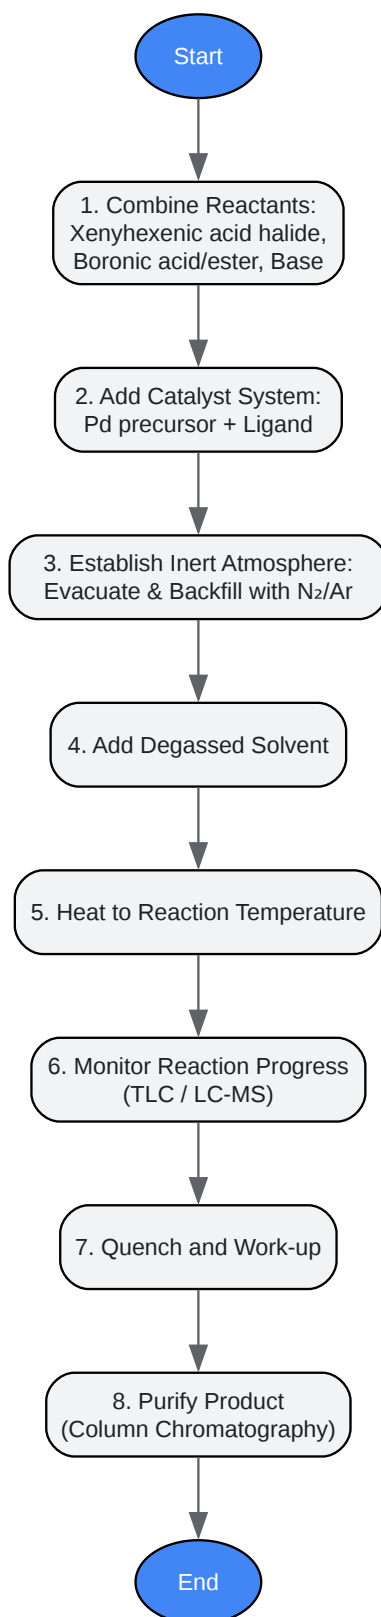 Start
1. Combine Reactants:
Xenyhexenic acid halide,
Boronic acid/ester, Base
2. Add Catalyst System:
Pd precursor + Ligand
3. Establish Inert Atmosphere:
Evacuate & Backfill with N₂/Ar
4. Add Degassed Solvent
5. Heat to Reaction Temperature
6. Monitor Reaction Progress
(TLC / LC-MS)
7. Quench and Work-up
8. Purify Product
(Column Chromatography)
End